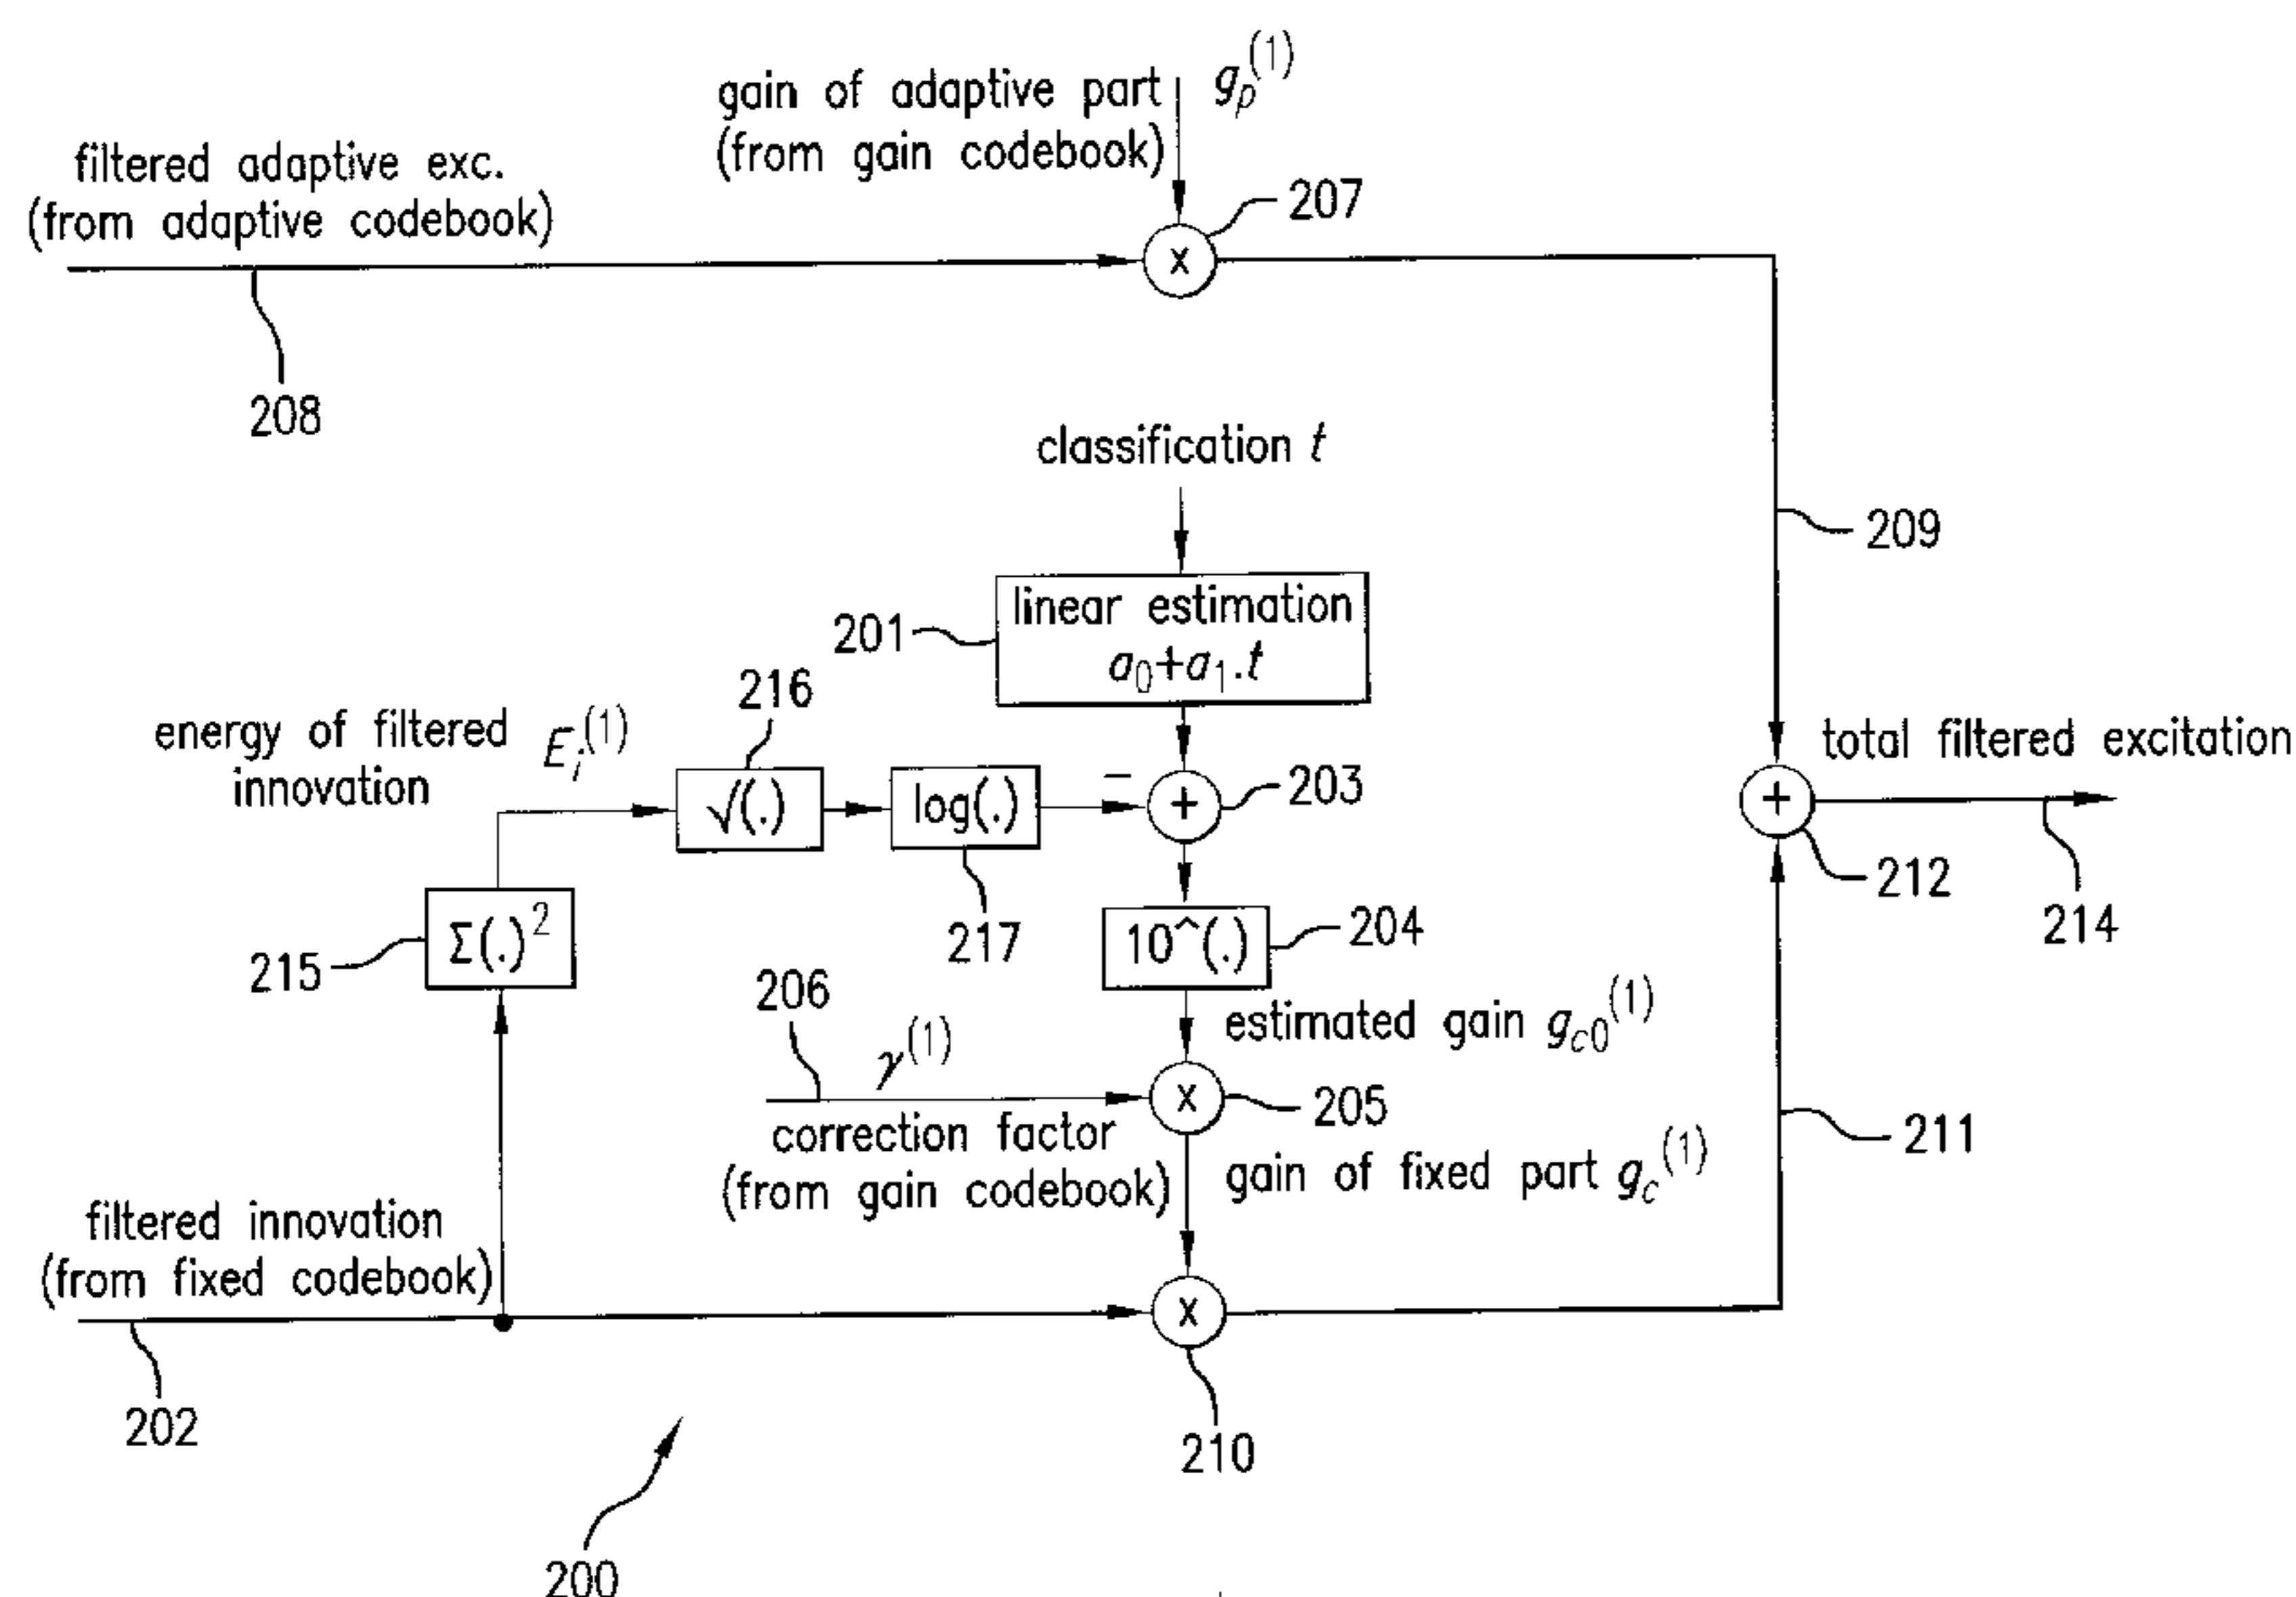 gain of adaptive part
(from gain codebook)
g_p^(1)
filtered adaptive exc.
(from adaptive codebook)
207
x
208
classification t
209
linear estimation
a_0+a_1.t
201
216
energy of filtered
innovation
E_i^(1)
√(.)
log(.)
−
+
203
total filtered excitation
+
212
214
Σ(.)^2
215
217
10^(.)
204
206
γ^(1)
estimated gain g_c0^(1)
x
205
correction factor
(from gain codebook)
gain of fixed part g_c^(1)
211
filtered innovation
(from fixed codebook)
x
202
210
200